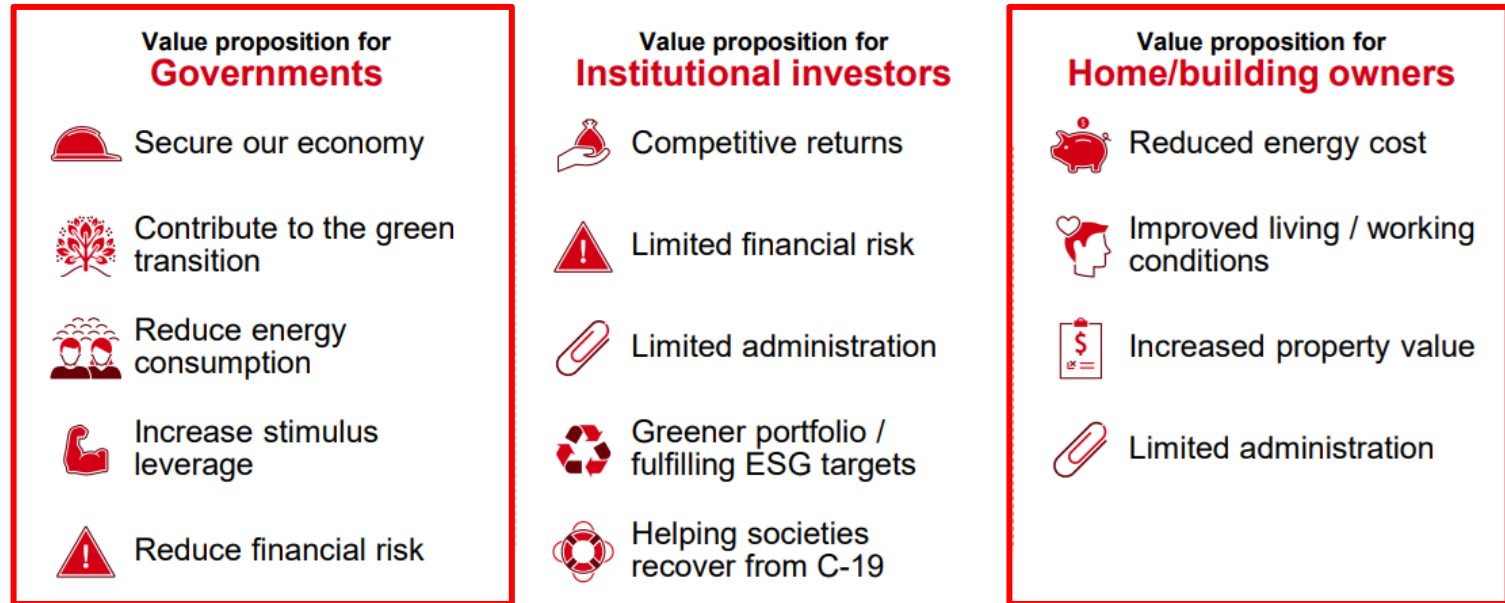 Value proposition for
Governments
Secure our economy
Contribute to the green
transition
Reduce energy
consumption
Increase stimulus
leverage
Reduce financial risk
Value proposition for
Institutional investors
Competitive returns
Limited financial risk
Limited administration
Greener portfolio /
fulfilling ESG targets
Helping societies
recover from C-19
Value proposition for
Home/building owners
Reduced energy cost
Improved living / working
conditions
Increased property value
Limited administration